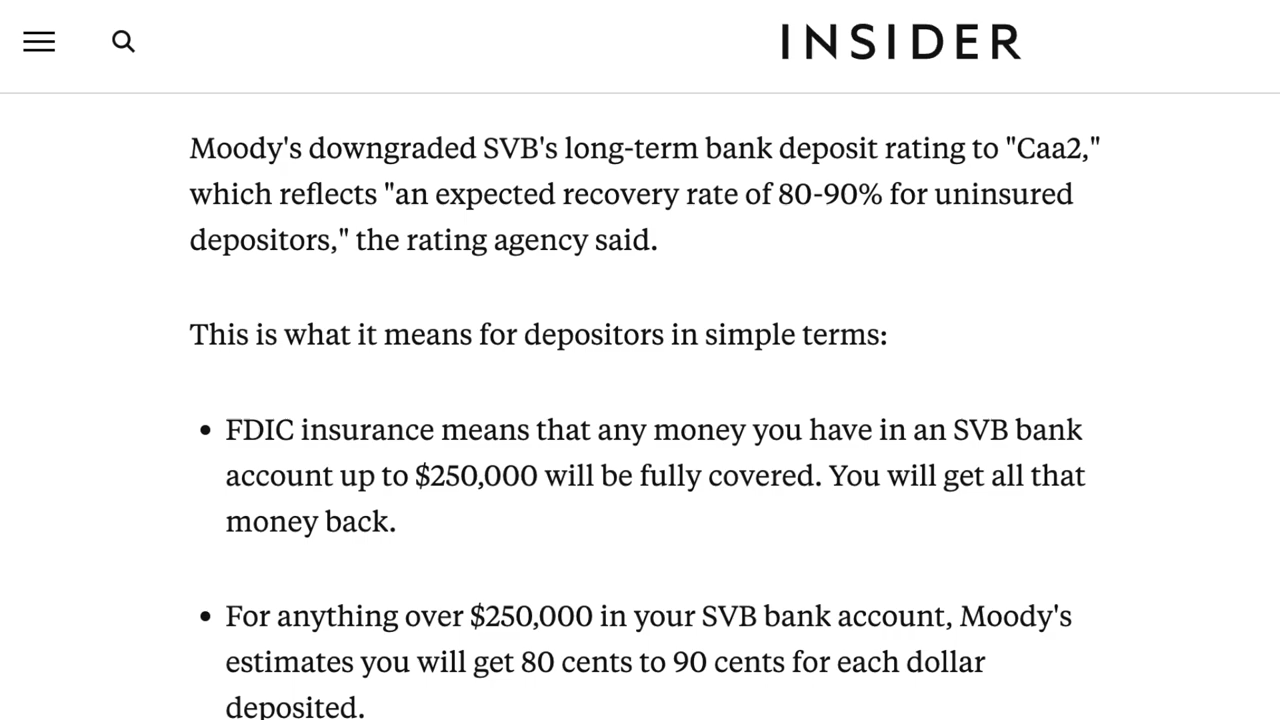 INSIDER
Moody's downgraded SVB's long-term bank deposit rating to "Caa2,"
which reflects "an expected recovery rate of 80-90% for uninsured
depositors," the rating agency said.
This is what it means for depositors in simple terms:
• FDIC insurance means that any money you have in an SVB bank
account up to $250,000 will be fully covered. You will get all that
money back.
• For anything over $250,000 in your SVB bank account, Moody's
estimates you will get 80 cents to 90 cents for each dollar
deposited.